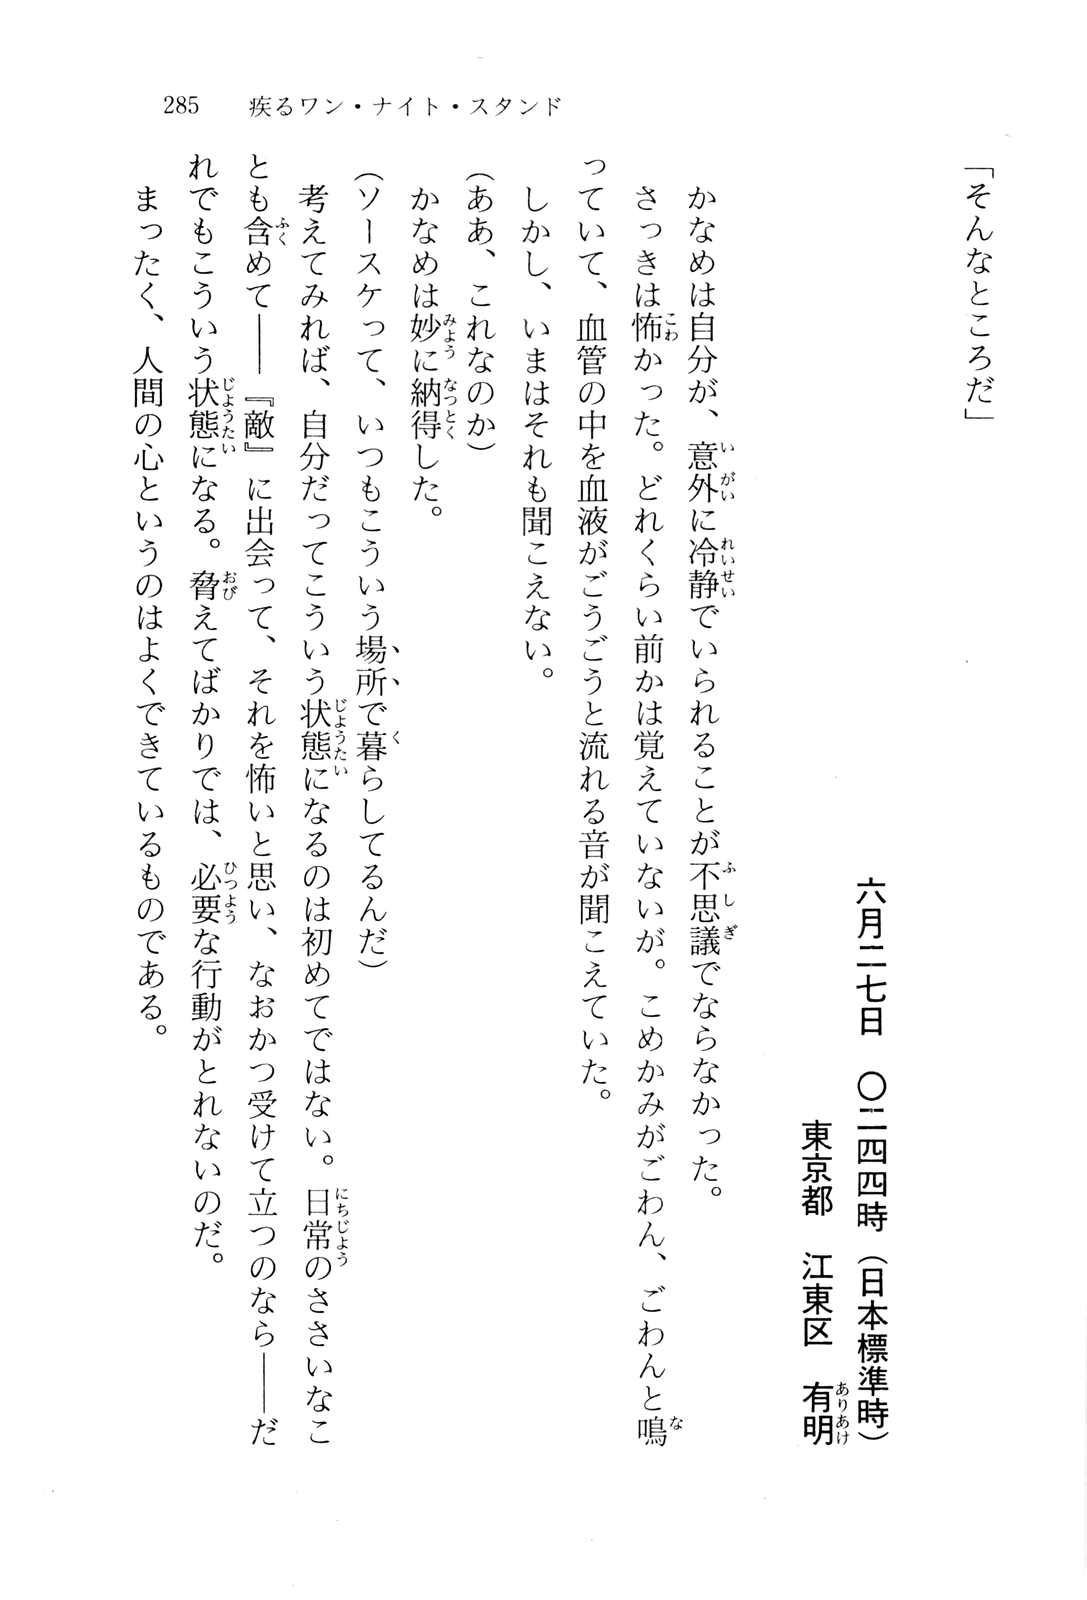 285　疾るワン・ナイト・スタンド
「そんなところだ」
六月二七日　〇二四四時（日本標準時）
東京都　江東区　有明
かなめは自分が、意外に冷静でいられることが不思議でならなかった。
さっきは怖かった。どれくらい前かは覚えていないが。こめかみがごわん、ごわんと鳴
っていて、血管の中を血液がごうごうと流れる音が聞こえていた。
しかし、いまはそれも聞こえない。
（ああ、これなのか）
かなめは妙に納得した。
（ソースケって、いつもこういう場所で暮らしてるんだ）
考えてみれば、自分だってこういう状態になるのは初めてではない。日常のささいなこ
とも含めて――『敵』に出会って、それを怖いと思い、なおかつ受けて立つのなら――だ
れでもこういう状態になる。脅えてばかりでは、必要な行動がとれないのだ。
まったく、人間の心というのはよくできているものである。